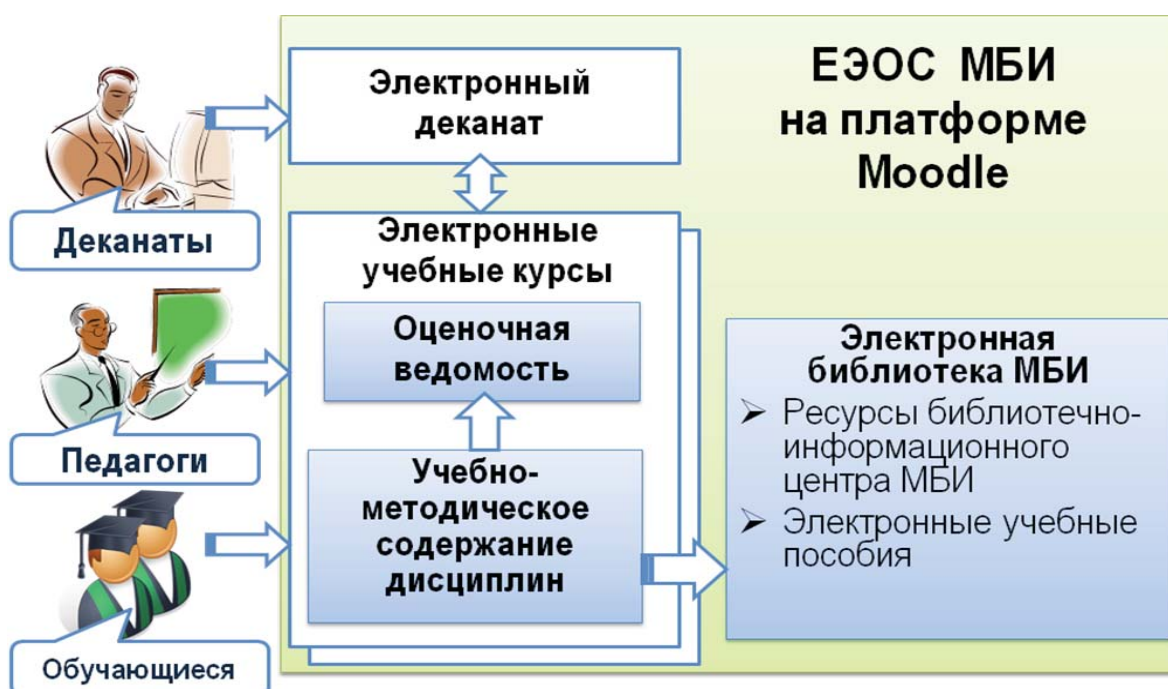 ЕЭОС МБИ
на платформе
Moodle
Электронный
деканат
Деканаты
Электронные
учебные курсы
Оценочная
ведомость
Педагоги
Учебно-
методическое
содержание
дисциплин
Обучающиеся
Электронная
библиотека МБИ
➢ Ресурсы библиотечно-
информационного
центра МБИ
➢ Электронные учебные
пособия